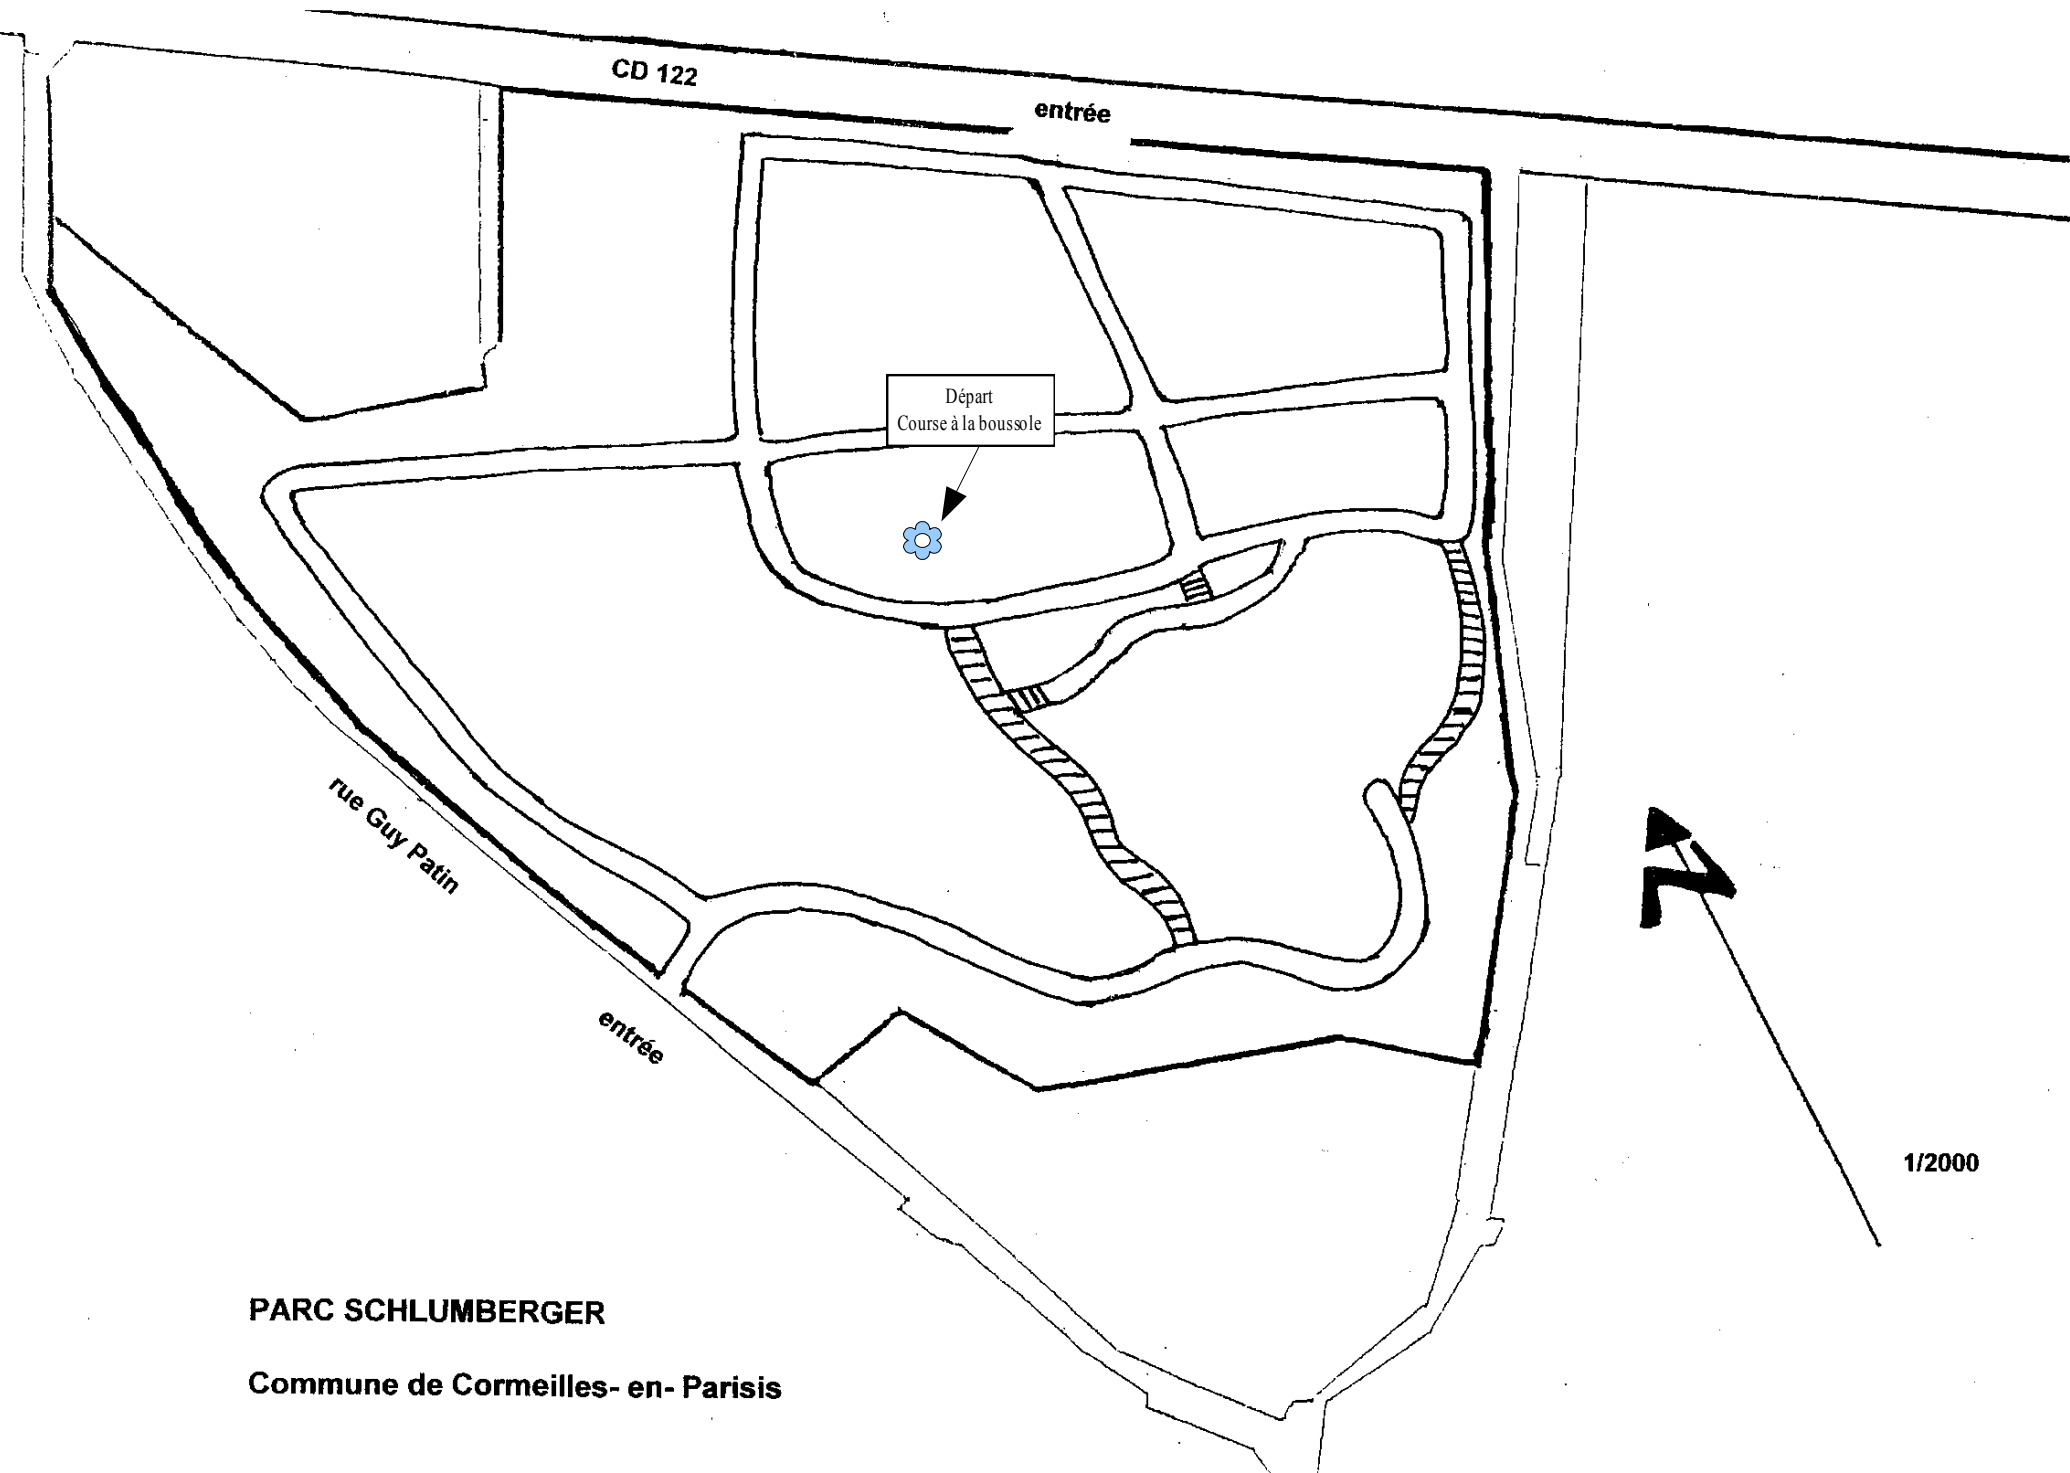 CD 122
entrée
Départ
Course à la boussole
rue Guy Patin
entrée
N
1/2000
PARC SCHLUMBERGER
Commune de Cormeilles- en- Parisis